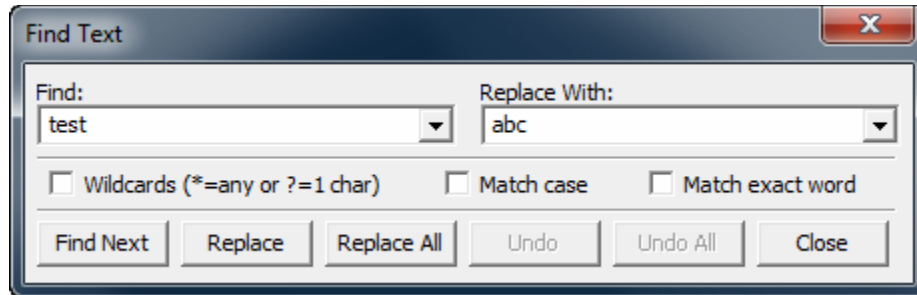 Find Text
X
Find: Replace With:
test abc
Wildcards (*=any or ?=1 char) Match case Match exact word
Find Next Replace Replace All Undo Undo All Close